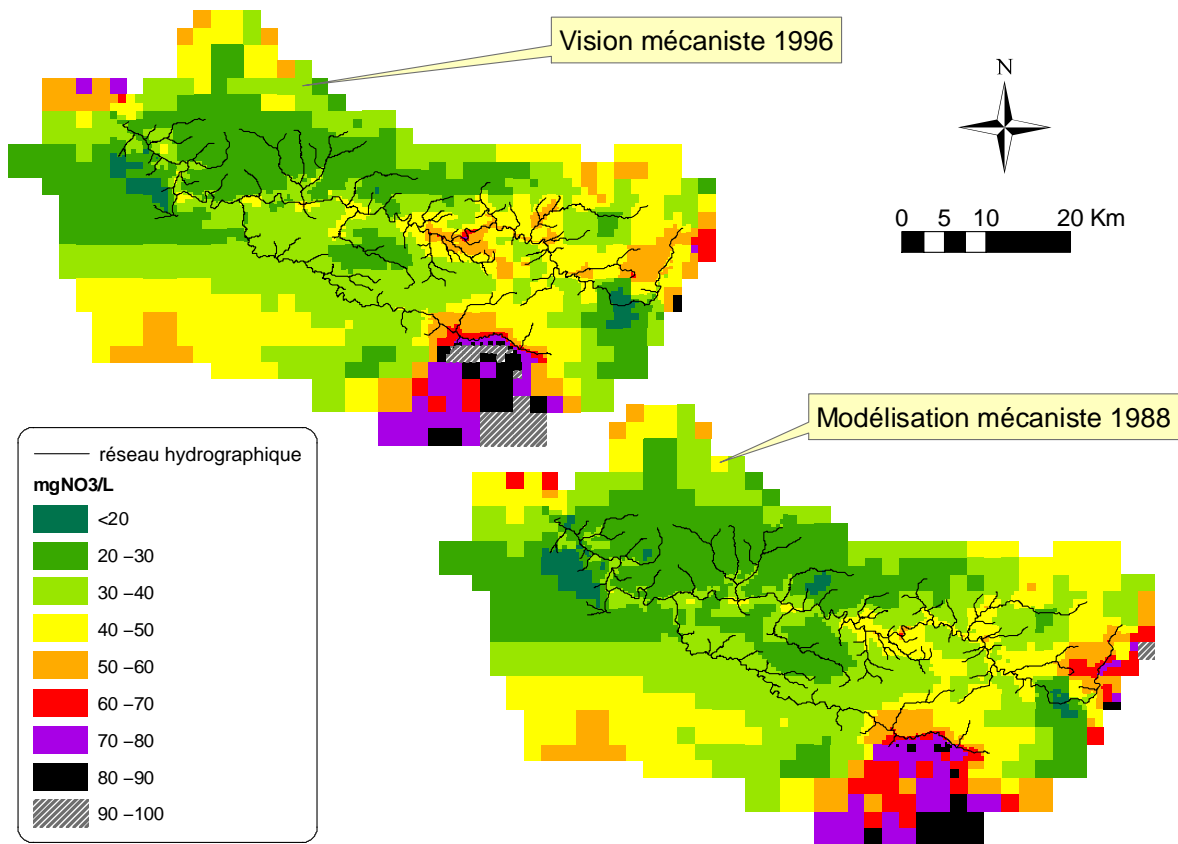 Vision mécaniste 1996
N
0 5 10 20 Km
Modélisation mécaniste 1988
réseau hydrographique
mgNO3/L
<20
20 –30
30 –40
40 –50
50 –60
60 –70
70 –80
80 –90
90 –100